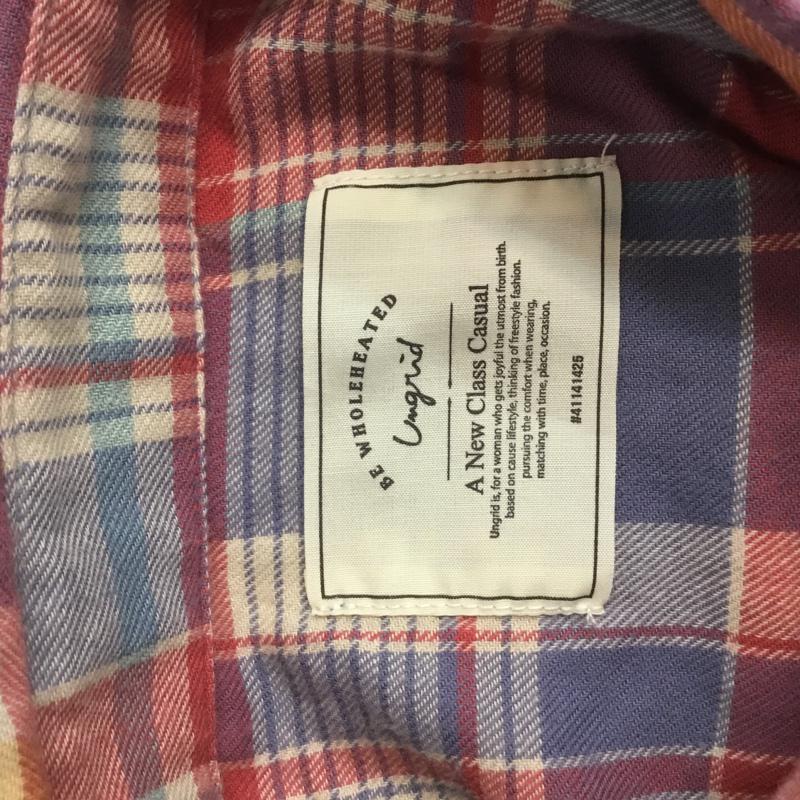 BE WHOLEHEATED
Ungrid
A New Class Casual
Ungrid is, for a woman who gets joyful the utmost from birth.
based on cause lifestyle, thinking of freestyle fashion.
pursuing the comfort when wearing,
matching with time, place, occasion.
#41141425